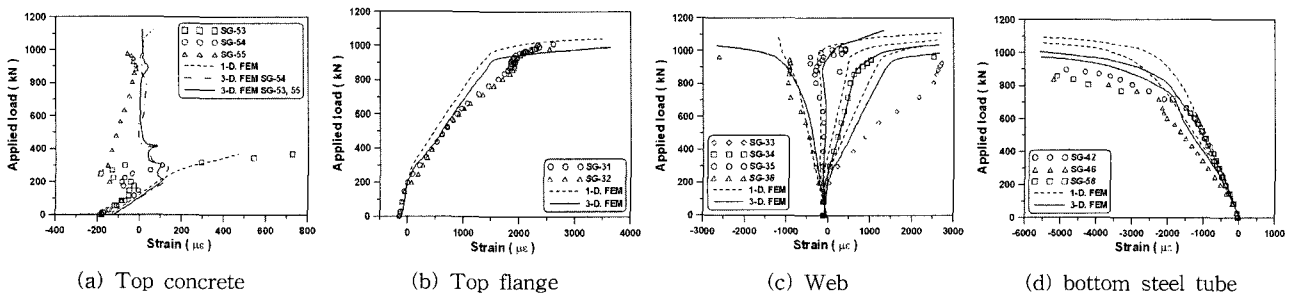 1200
1000
800
600
400
200
0
-400
-200
0
200
400
600
800
Applied load ( kN )
Strain ( με )
SG-53
SG-54
SG-55
1-D. FEM
3-D. FEM SG-54
3-D. FEM SG-53, 55
(a) Top concrete
1200
1000
800
600
400
200
0
0
1000
2000
3000
4000
Applied load ( kN )
Strain ( με )
SG-31
SG-32
1-D. FEM
3-D. FEM
(b) Top flange
1200
1000
800
600
400
200
0
-3000
-2000
-1000
0
1000
2000
3000
Applied load ( kN )
Strain ( με )
SG-33
SG-34
SG-35
SG-36
1-D. FEM
3-D. FEM
(c) Web
1200
1000
800
600
400
200
0
-6000
-5000
-4000
-3000
-2000
-1000
0
Applied load ( kN )
Strain ( με )
SG-42
SG-46
SG-58
1-D. FEM
3-D. FEM
(d) bottom steel tube